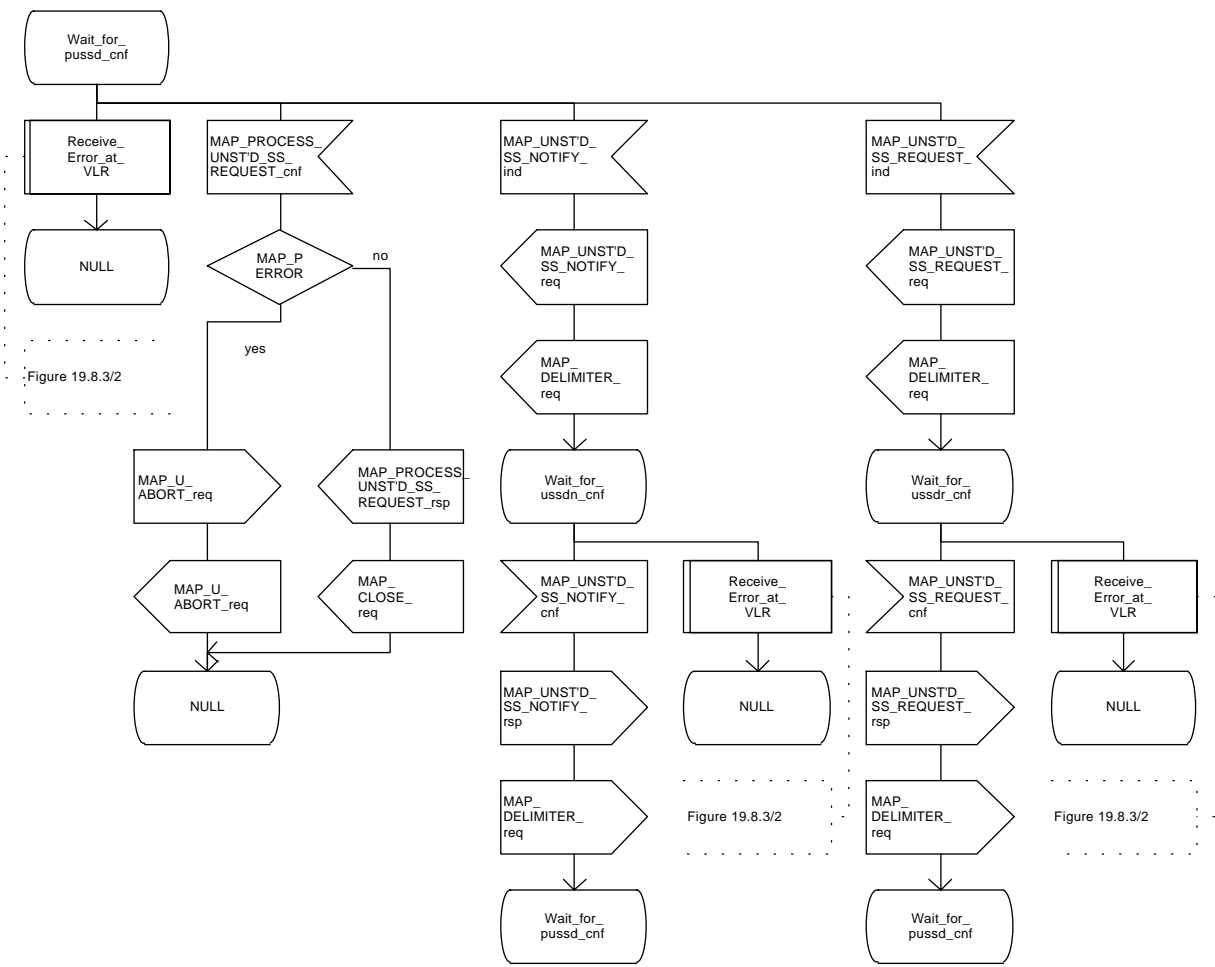 Wait_for_
pussd_cnf
Receive_
Error_at_
VLR
MAP_PROCESS_
UNST'D_SS_
REQUEST_cnf
MAP_UNST'D_
SS_NOTIFY_
ind
MAP_UNST'D_
SS_REQUEST_
ind
NULL
MAP_P
ERROR
no
MAP_UNST'D_
SS_NOTIFY_
req
MAP_UNST'D_
SS_REQUEST_
req
yes
Figure 19.8.3/2
MAP_
DELIMITER_
req
MAP_
DELIMITER_
req
MAP_U_
ABORT_req
MAP_PROCESS_
UNST'D_SS_
REQUEST_rsp
Wait_for_
ussdn_cnf
Wait_for_
ussdr_cnf
MAP_U_
ABORT_req
MAP_
CLOSE_
req
MAP_UNST'D_
SS_NOTIFY_
cnf
Receive_
Error_at_
VLR
MAP_UNST'D_
SS_REQUEST_
cnf
Receive_
Error_at_
VLR
NULL
MAP_UNST'D_
SS_NOTIFY_
rsp
NULL
MAP_UNST'D_
SS_REQUEST_
rsp
NULL
MAP_
DELIMITER_
req
Figure 19.8.3/2
MAP_
DELIMITER_
req
Figure 19.8.3/2
Wait_for_
pussd_cnf
Wait_for_
pussd_cnf